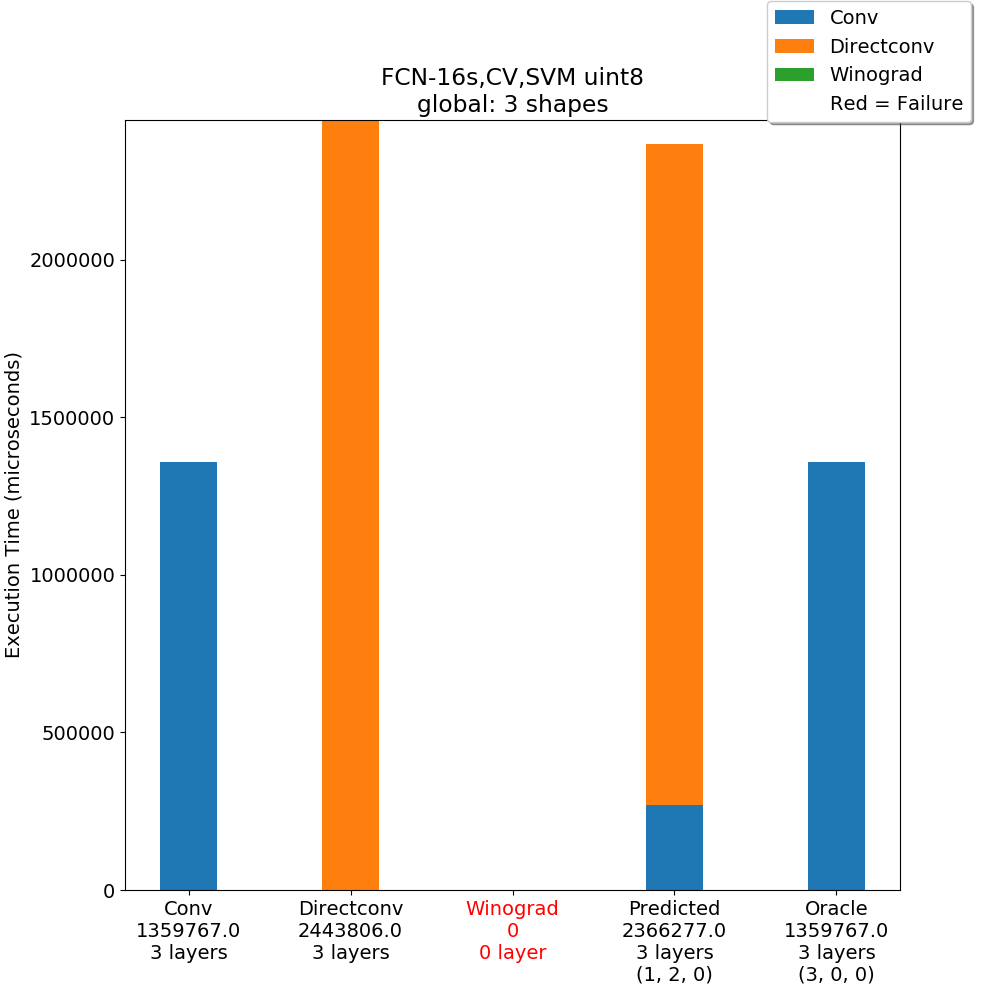 Conv
Directconv
Winograd
Red = Failure
FCN-16s,CV,SVM uint8
global: 3 shapes
Execution Time (microseconds)
2000000
1500000
1000000
500000
0
Conv
1359767.0
3 layers
Directconv
2443806.0
3 layers
Winograd
0
0 layer
Predicted
2366277.0
3 layers
(1, 2, 0)
Oracle
1359767.0
3 layers
(3, 0, 0)